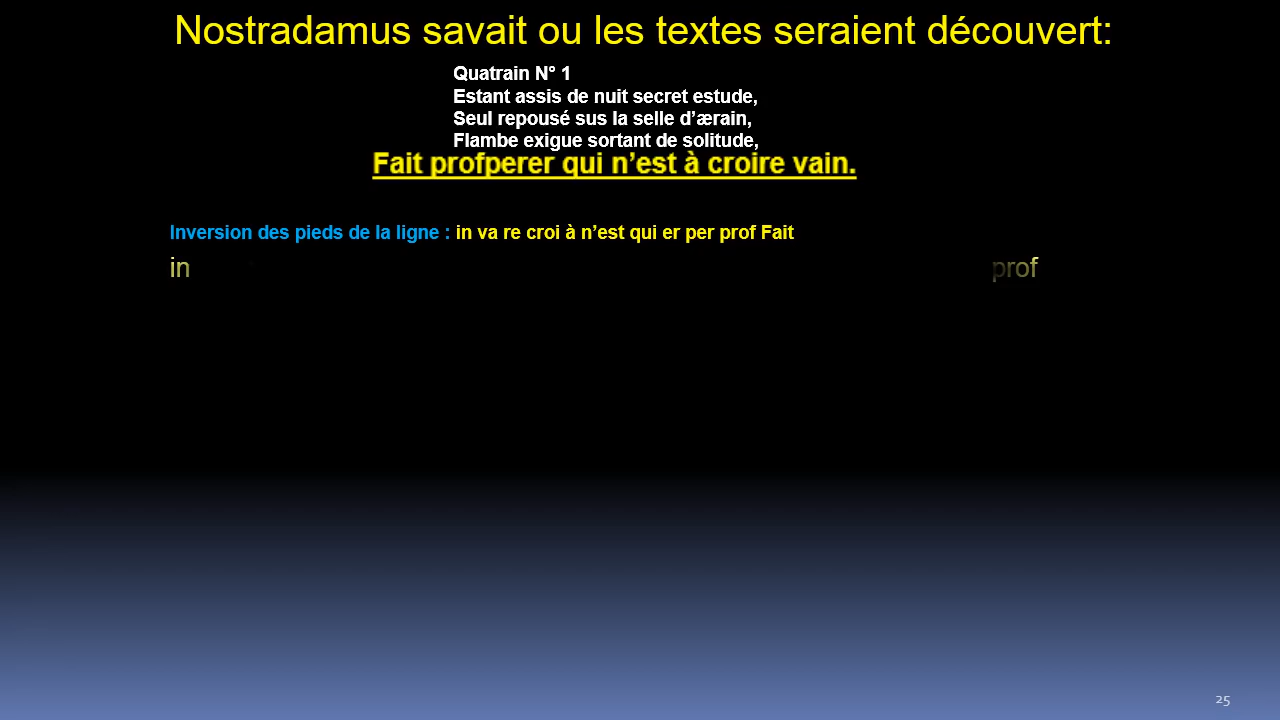 Nostradamus savait ou les textes seraient découvert:
Quatrain N° 1
Estant assis de nuit secret estude,
Seul repousé sus la selle d’ærain,
Flambe exigue sortant de solitude,
Fait profperer qui n’est à croire vain.
Inversion des pieds de la ligne : in va re croi à n’est qui er per prof Fait
in prof
25